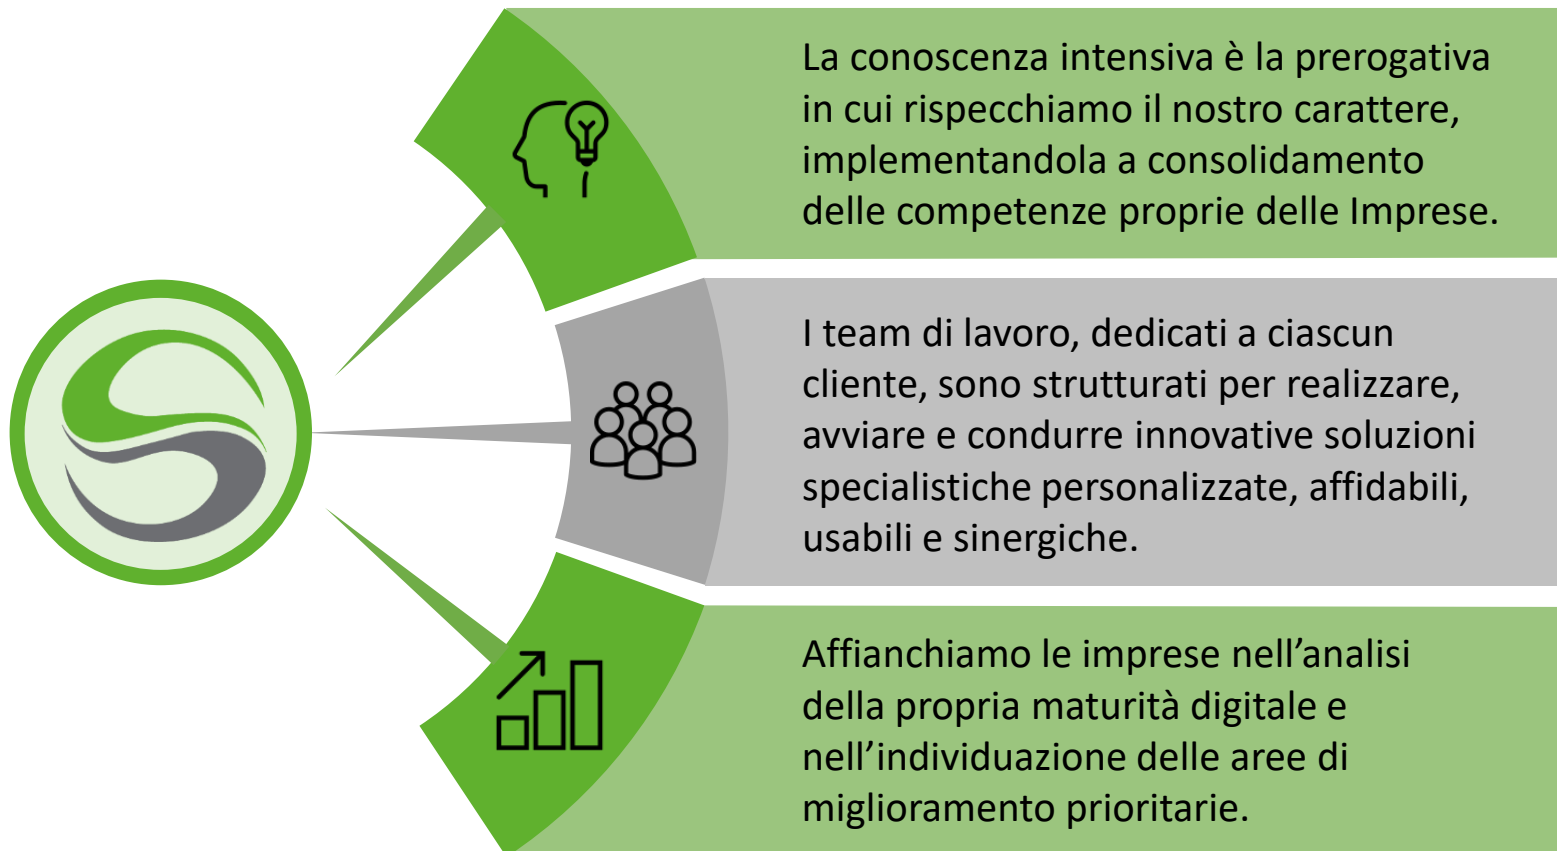 La conoscenza intensiva è la prerogativa
in cui rispecchiamo il nostro carattere,
implementandola a consolidamento
delle competenze proprie delle Imprese.
I team di lavoro, dedicati a ciascun
cliente, sono strutturati per realizzare,
avviare e condurre innovative soluzioni
specialistiche personalizzate, affidabili,
usabili e sinergiche.
Affianchiamo le imprese nell’analisi
della propria maturità digitale e
nell’individuazione delle aree di
miglioramento prioritarie.